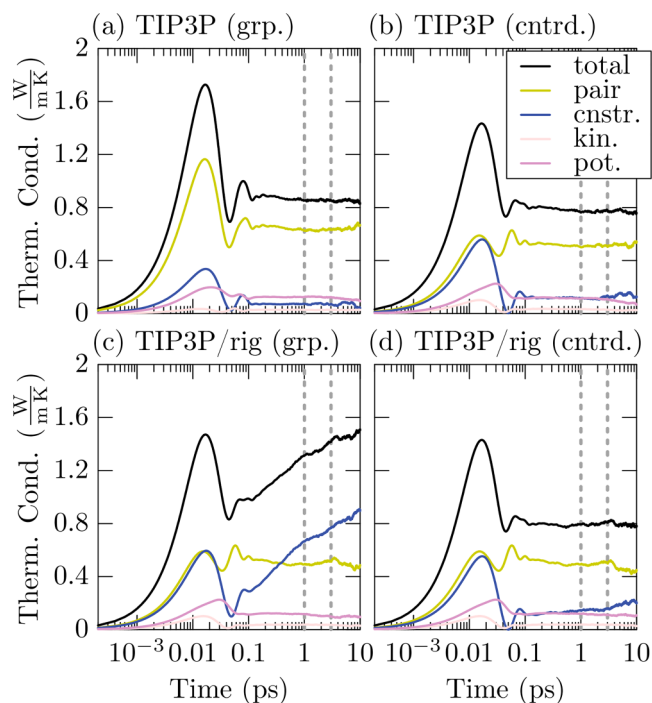 (a) TIP3P (grp.)
(b) TIP3P (cntrd.)
total
pair
cnstr.
kin.
pot.
Therm. Cond. (W/m K)
2
1.6
1.2
0.8
0.4
0
(c) TIP3P/rig (grp.)
(d) TIP3P/rig (cntrd.)
Therm. Cond. (W/m K)
2
1.6
1.2
0.8
0.4
0
10⁻³ 0.01 0.1 1
10⁻³ 0.01 0.1 1 10
Time (ps)
Time (ps)